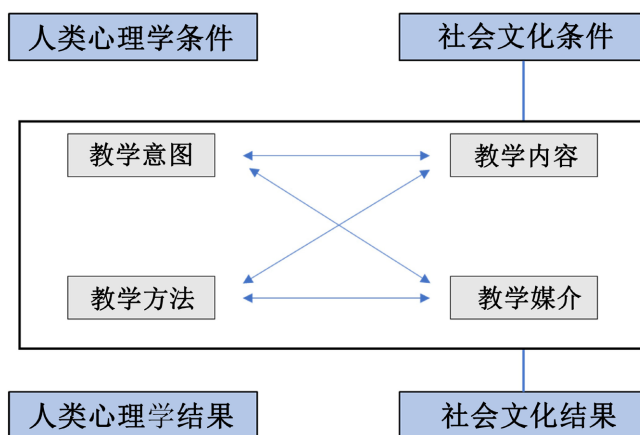 人类心理学条件
社会文化条件
教学意图
教学内容
教学方法
教学媒介
人类心理学结果
社会文化结果